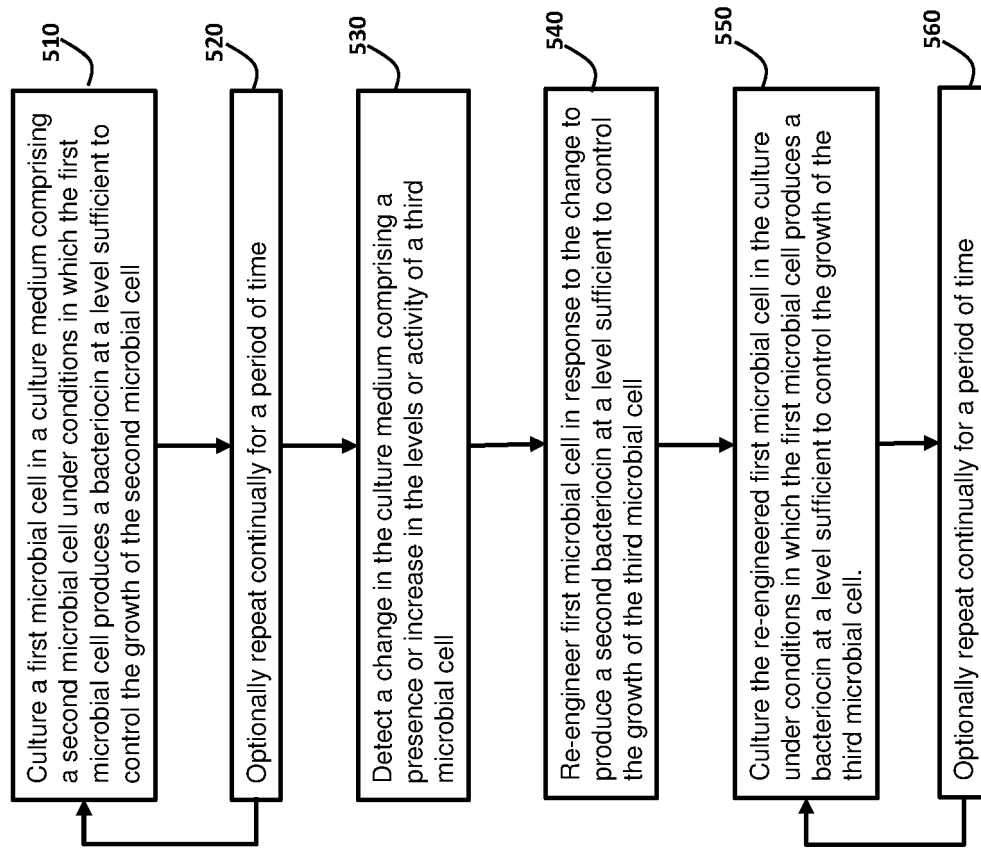 510
Culture a first microbial cell in a culture medium comprising
a second microbial cell under conditions in which the first
microbial cell produces a bacteriocin at a level sufficient to
control the growth of the second microbial cell
520
Optionally repeat continually for a period of time
530
Detect a change in the culture medium comprising a
presence or increase in the levels or activity of a third
microbial cell
540
Re-engineer first microbial cell in response to the change to
produce a second bacteriocin at a level sufficient to control
the growth of the third microbial cell
550
Culture the re-engineered first microbial cell in the culture
under conditions in which the first microbial cell produces a
bacteriocin at a level sufficient to control the growth of the
third microbial cell.
560
Optionally repeat continually for a period of time